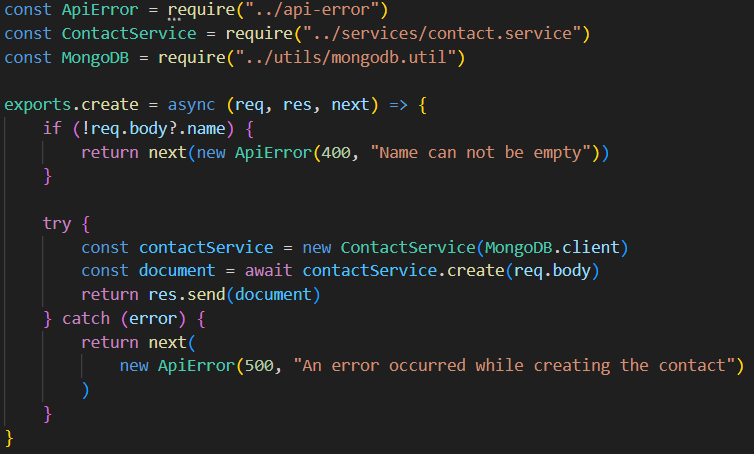 const ApiError = require("../api-error")
const ContactService = require("../services/contact.service")
const MongoDB = require("../utils/mongodb.util")

exports.create = async (req, res, next) => {
    if (!req.body?.name) {
        return next(new ApiError(400, "Name can not be empty"))
    }

    try {
        const contactService = new ContactService(MongoDB.client)
        const document = await contactService.create(req.body)
        return res.send(document)
    } catch (error) {
        return next(
            new ApiError(500, "An error occurred while creating the contact")
        )
    }
}